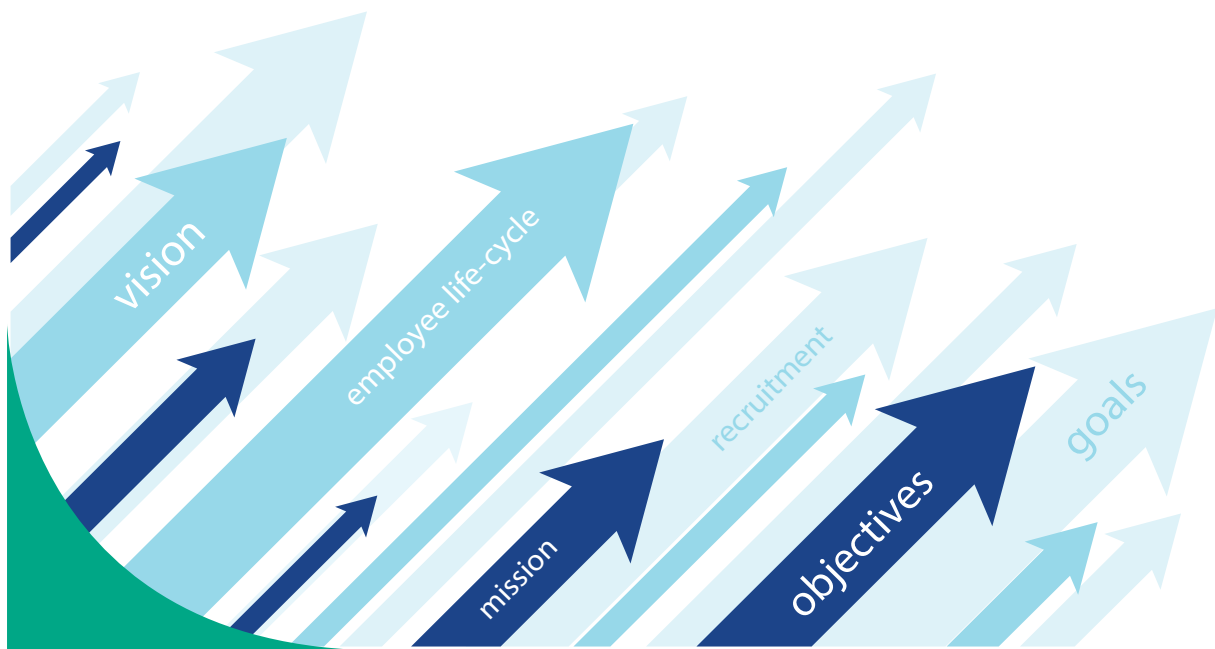 vision
employee life-cycle
mission
recruitment
objectives
goals